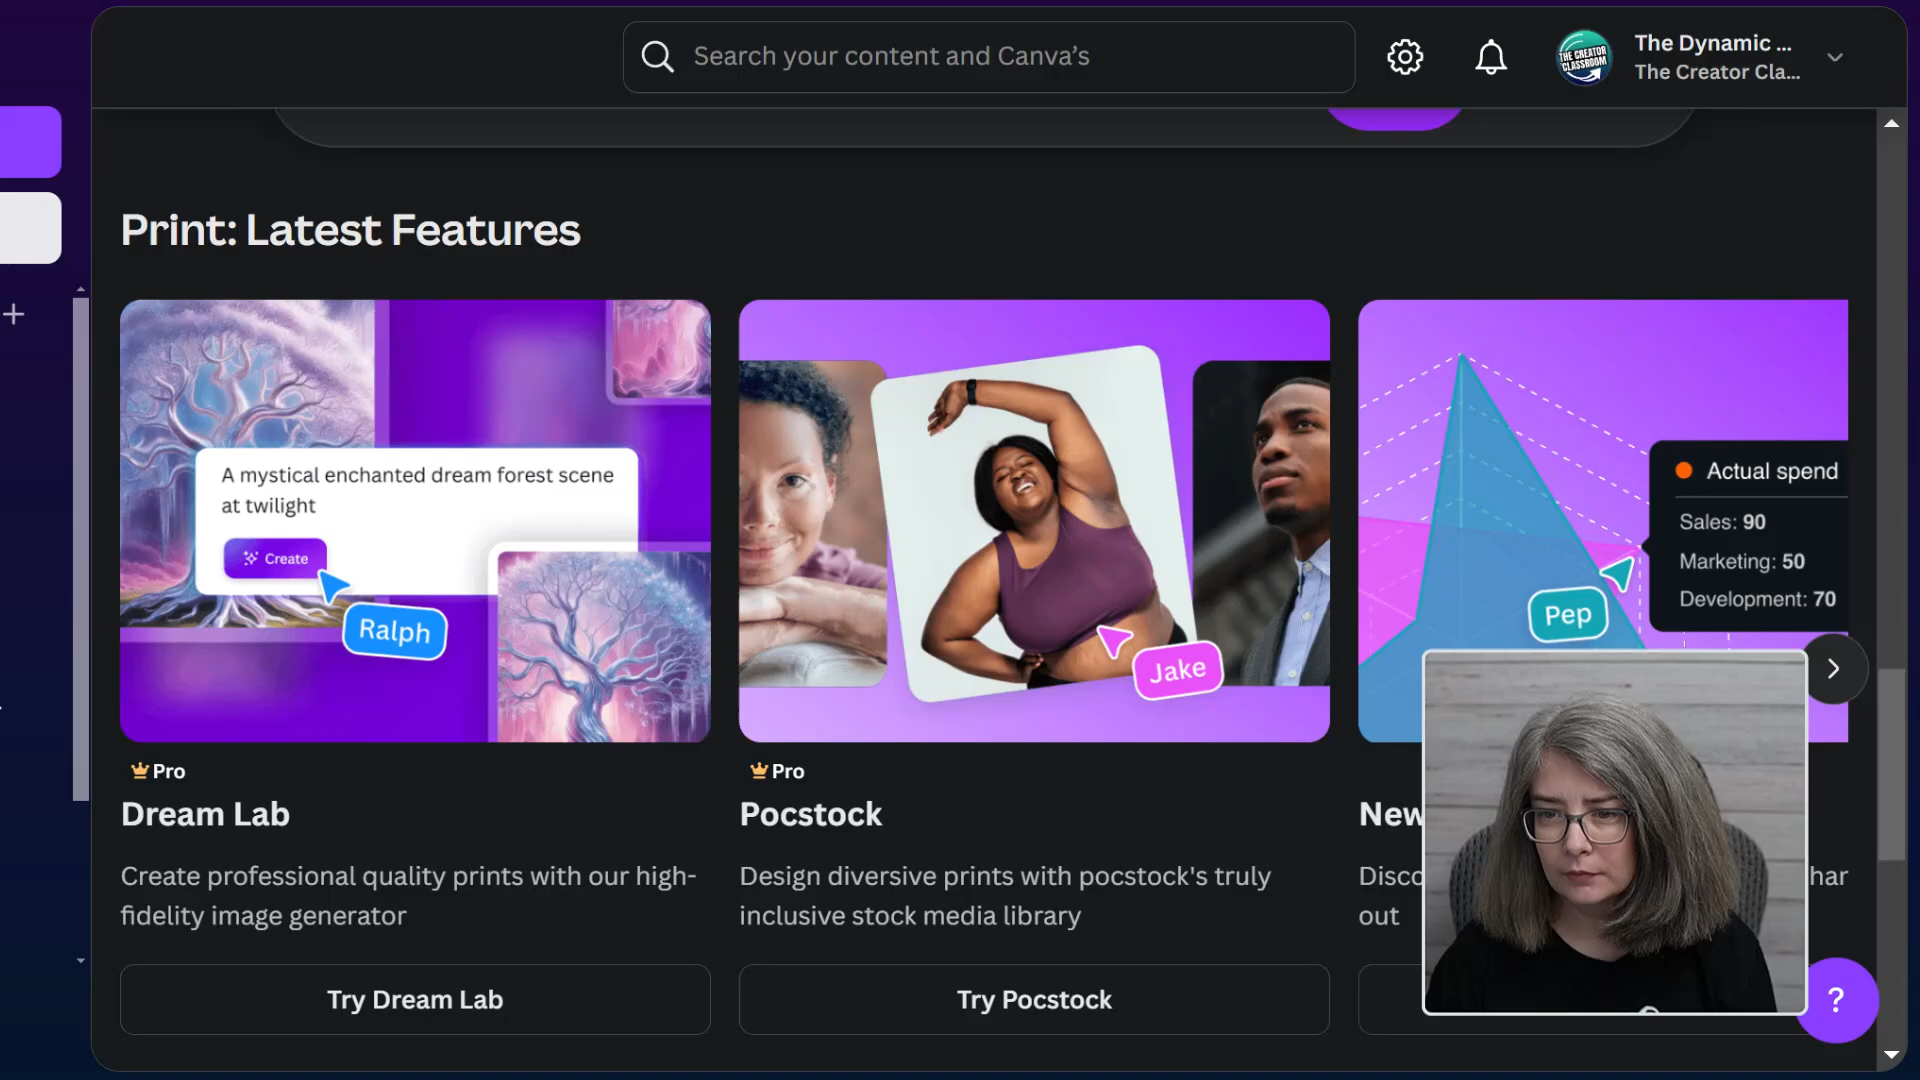 Search your content and Canva's
THE CREATOR
CLASSROOM
The Dynamic ...
The Creator Cla...
Print: Latest Features
A mystical enchanted dream forest scene
at twilight
Create
Ralph
Jake
Actual spend
Sales: 90
Marketing: 50
Development: 70
Pep
Pro
Dream Lab
Create professional quality prints with our high-
fidelity image generator
Try Dream Lab
Pro
Pocstock
Design diversive prints with pocstock's truly
inclusive stock media library
Try Pocstock
New
out
?